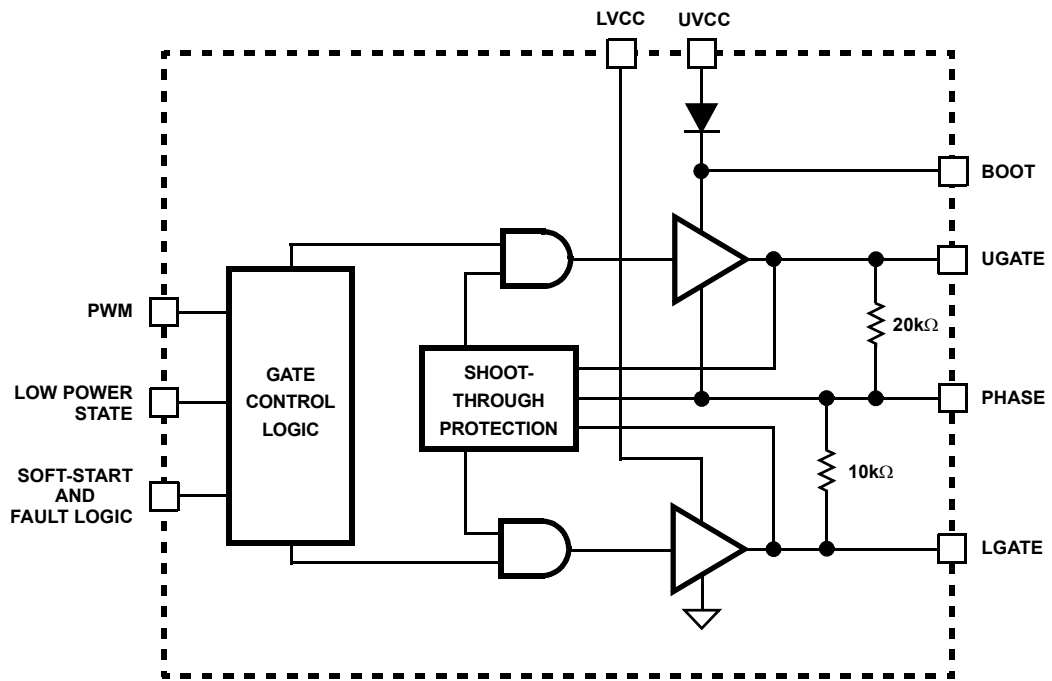 LVCC
UVCC
BOOT
UGATE
PWM
20kΩ
GATE
CONTROL
LOGIC
SHOOT-
THROUGH
PROTECTION
LOW POWER
STATE
PHASE
SOFT-START
AND
FAULT LOGIC
10kΩ
LGATE